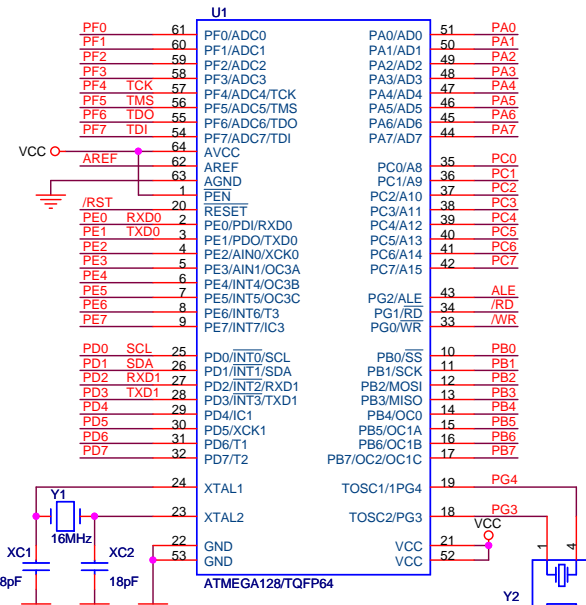 U1
PF0 61 PF0/ADC0 PA0/AD0 51 PA0
PF1 60 PF1/ADC1 PA1/AD1 50 PA1
PF2 59 PF2/ADC2 PA2/AD2 49 PA2
PF3 58 PF3/ADC3 PA3/AD3 48 PA3
PF4 TCK 57 PF4/ADC4/TCK PA4/AD4 47 PA4
PF5 TMS 56 PF5/ADC5/TMS PA5/AD5 46 PA5
PF6 TDO 55 PF6/ADC6/TDO PA6/AD6 45 PA6
PF7 TDI 54 PF7/ADC7/TDI PA7/AD7 44 PA7
VCC 64 AVCC
AREF 62 AREF PC0/A8 35 PC0
63 AGND PC1/A9 36 PC1
1 PEN PC2/A10 37 PC2
/RST 20 RESET PC3/A11 38 PC3
PE0 RXD0 2 PE0/PDI/RXD0 PC4/A12 39 PC4
PE1 TXD0 3 PE1/PDO/TXD0 PC5/A13 40 PC5
PE2 4 PE2/AIN0/XCK0 PC6/A14 41 PC6
PE3 5 PE3/AIN1/OC3A PC7/A15 42 PC7
PE4 6 PE4/INT4/OC3B
PE5 7 PE5/INT5/OC3C PG2/ALE 43 ALE
PE6 8 PE6/INT6/T3 PG1/RD 34 /RD
PE7 9 PE7/INT7/IC3 PG0/WR 33 /WR
PD0 SCL 25 PD0/INT0/SCL PB0/SS 10 PB0
PD1 SDA 26 PD1/INT1/SDA PB1/SCK 11 PB1
PD2 RXD1 27 PD2/INT2/RXD1 PB2/MOSI 12 PB2
PD3 TXD1 28 PD3/INT3/TXD1 PB3/MISO 13 PB3
PD4 29 PD4/IC1 PB4/OC0 14 PB4
PD5 30 PD5/XCK1 PB5/OC1A 15 PB5
PD6 31 PD6/T1 PB6/OC1B 16 PB6
PD7 32 PD7/T2 PB7/OC2/OC1C 17 PB7
24 XTAL1 TOSC1/1PG4 19 PG4
Y1
23 XTAL2 TOSC2/PG3 18 PG3
16MHz VCC
22 GND VCC 21
53 GND VCC 52
1 4
XC1 XC2
8pF 18pF
ATMEGA128/TQFP64
Y2